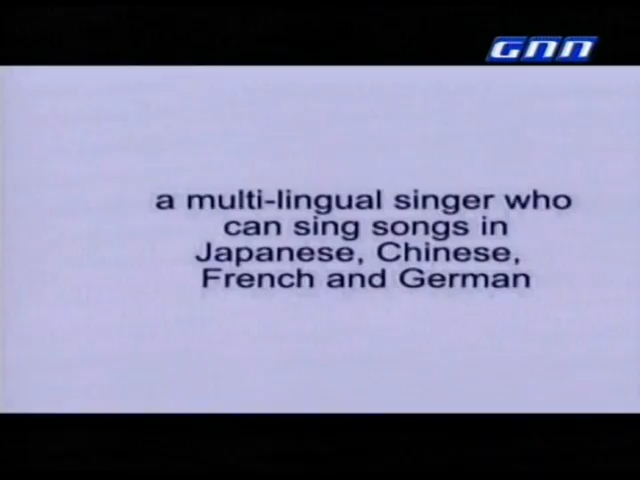 GNN
a multi-lingual singer who
can sing songs in
Japanese, Chinese,
French and German